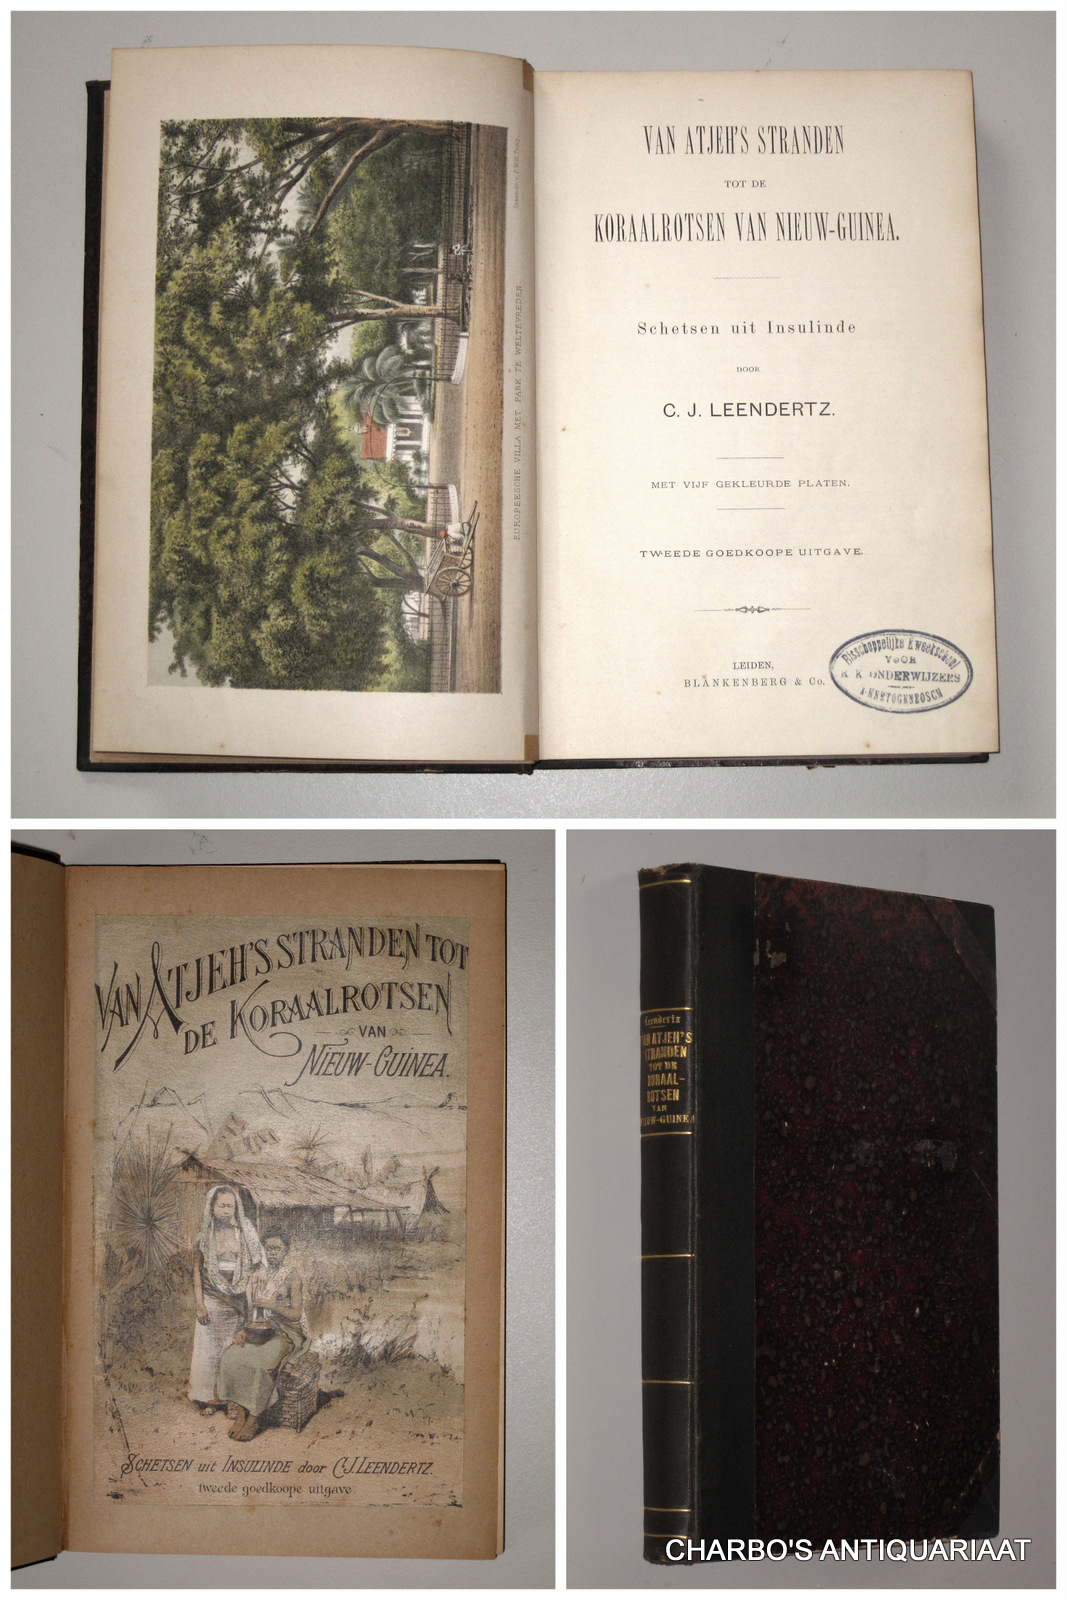 EUROPEESCHE VILLA MET PARK TE WELTEVREDEN
VAN ATJEH'S STRANDEN
TOT DE
KORAALROTSEN VAN NIEUW-GUINEA.
Schetsen uit Insulinde
DOOR
C. J. LEENDERTZ.
MET VIJF GEKLEURDE PLATEN.
TWEEDE GOEDKOOPE UITGAVE.
LEIDEN,
BLANKENBERG & Co.
Bisschoppelijke Kweekschool
VOOR
R. K. ONDERWIJZERS
'S-HERTOGENBOSCH
VAN ATJEH'S STRANDEN TOT
DE KORAALROTSEN
VAN
NIEUW-GUINEA.
SCHETSEN uit INSULINDE door C.J. LEENDERTZ.
tweede goedkoope uitgave.
Leendertz
VAN ATJEH'S
STRANDEN
TOT DE
KORAAL-
ROTSEN
VAN
NIEUW-GUINEA
CHARBO'S ANTIQUARIAAT